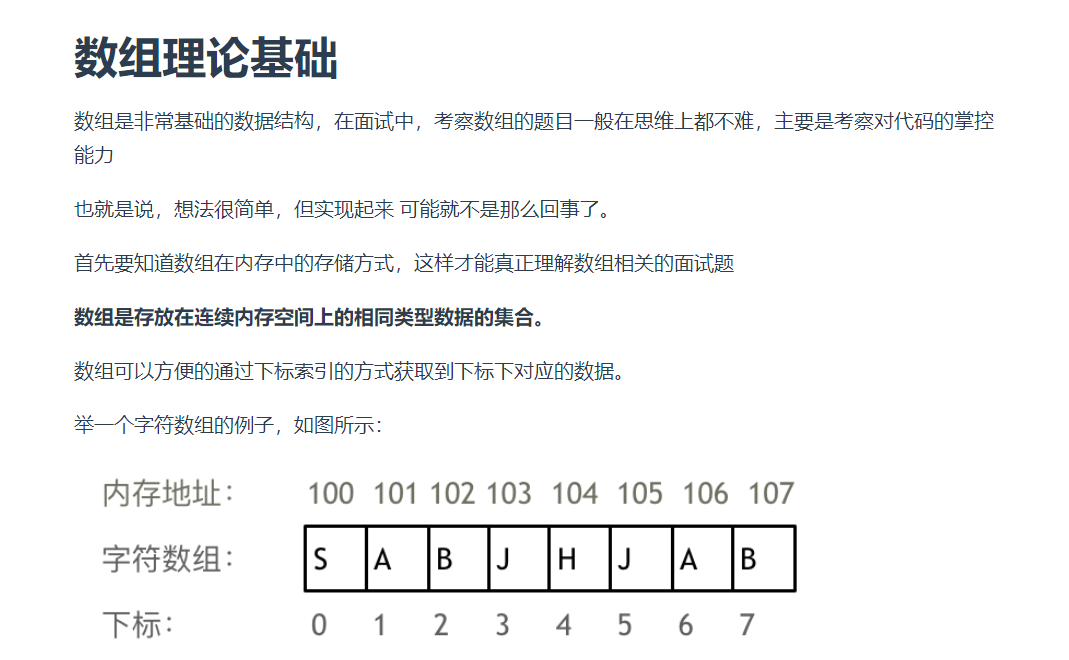 数组理论基础
数组是非常基础的数据结构，在面试中，考察数组的题目一般在思维上都不难，主要是考察对代码的掌控
能力
也就是说，想法很简单，但实现起来 可能就不是那么回事了。
首先要知道数组在内存中的存储方式，这样才能真正理解数组相关的面试题
数组是存放在连续内存空间上的相同类型数据的集合。
数组可以方便的通过下标索引的方式获取到下标下对应的数据。
举一个字符数组的例子，如图所示：
内存地址： 100 101 102 103 104 105 106 107
字符数组： S A B J H J A B
下标： 0 1 2 3 4 5 6 7